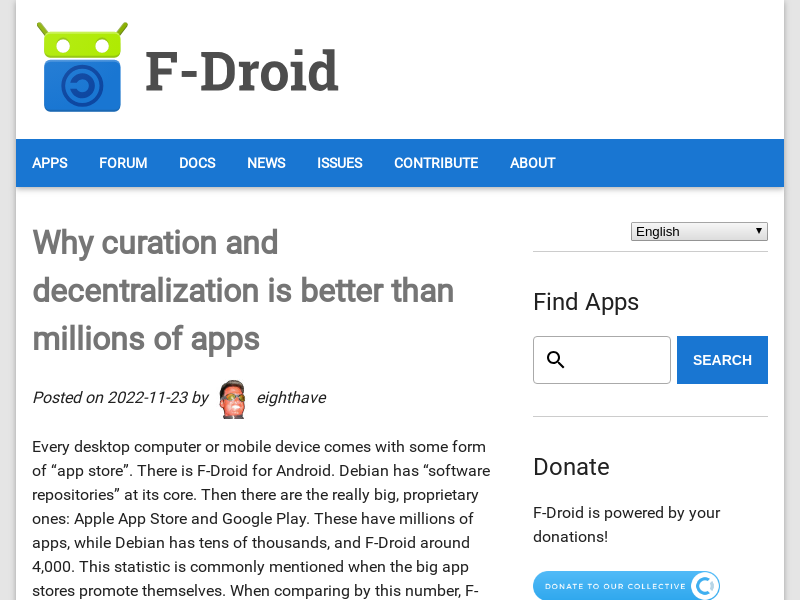 F-Droid
APPS FORUM DOCS NEWS ISSUES CONTRIBUTE ABOUT
Why curation and
decentralization is better than
millions of apps
Posted on 2022-11-23 by eighthave
Every desktop computer or mobile device comes with some form
of “app store”. There is F-Droid for Android. Debian has “software
repositories” at its core. Then there are the really big, proprietary
ones: Apple App Store and Google Play. These have millions of
apps, while Debian has tens of thousands, and F-Droid around
4,000. This statistic is commonly mentioned when the big app
stores promote themselves. When comparing by this number, F-
English
Find Apps
SEARCH
Donate
F-Droid is powered by your
donations!
DONATE TO OUR COLLECTIVE